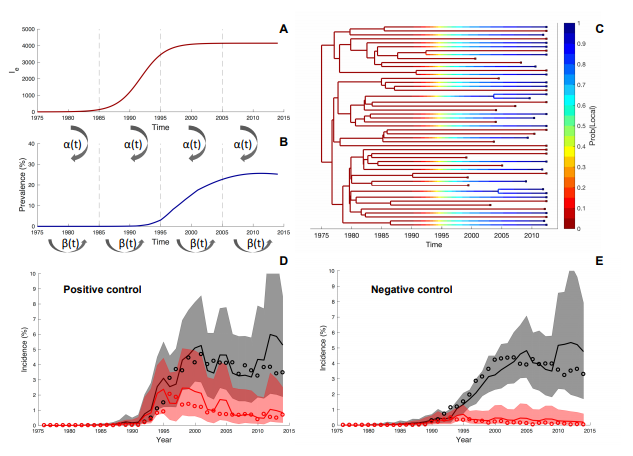 A
5000
4000
3000
2000
1000
0
I_e
1975 1980 1985 1990 1995 2000 2005 2010 2015
Time
α(t) α(t) α(t) α(t)
B
40
30
20
10
0
Prevalence (%)
1975 1980 1985 1990 1995 2000 2005 2010 2015
Time
β(t) β(t) β(t) β(t)
C
1975 1980 1985 1990 1995 2000 2005 2010
Time
1
0.9
0.8
0.7
0.6
0.5
0.4
0.3
0.2
0.1
0
Prob(Local)
D
Positive control
10
9
8
7
6
5
4
3
2
1
0
Incidence (%)
1975 1980 1985 1990 1995 2000 2005 2010 2015
Year
E
Negative control
10
9
8
7
6
5
4
3
2
1
0
Incidence (%)
1975 1980 1985 1990 1995 2000 2005 2010 2015
Year